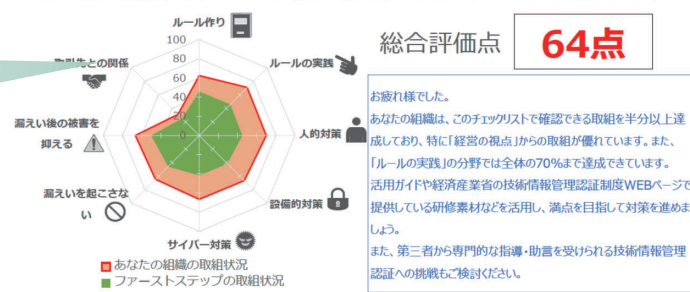 ルール作り
100
80
60
40
20
0
取引先との関係
ルールの実践
漏えい後の被害を
抑える
人的対策
漏えいを起こさな
い
設備的対策
サイバー対策
あなたの組織の取組状況
ファーストステップの取組状況
総合評価点
64点
お疲れ様でした。
あなたの組織は、このチェックリストで確認できる取組を半分以上達
成しており、特に「経営の視点」からの取組が優れています。また、
「ルールの実践」の分野では全体の70%まで達成できています。
活用ガイドや経済産業省の技術情報管理認証制度WEBページで
提供している研修素材などを活用し、満点を目指して対策を進めま
しょう。
また、第三者から専門的な指導・助言を受けられる技術情報管理
認証への挑戦もご検討ください。